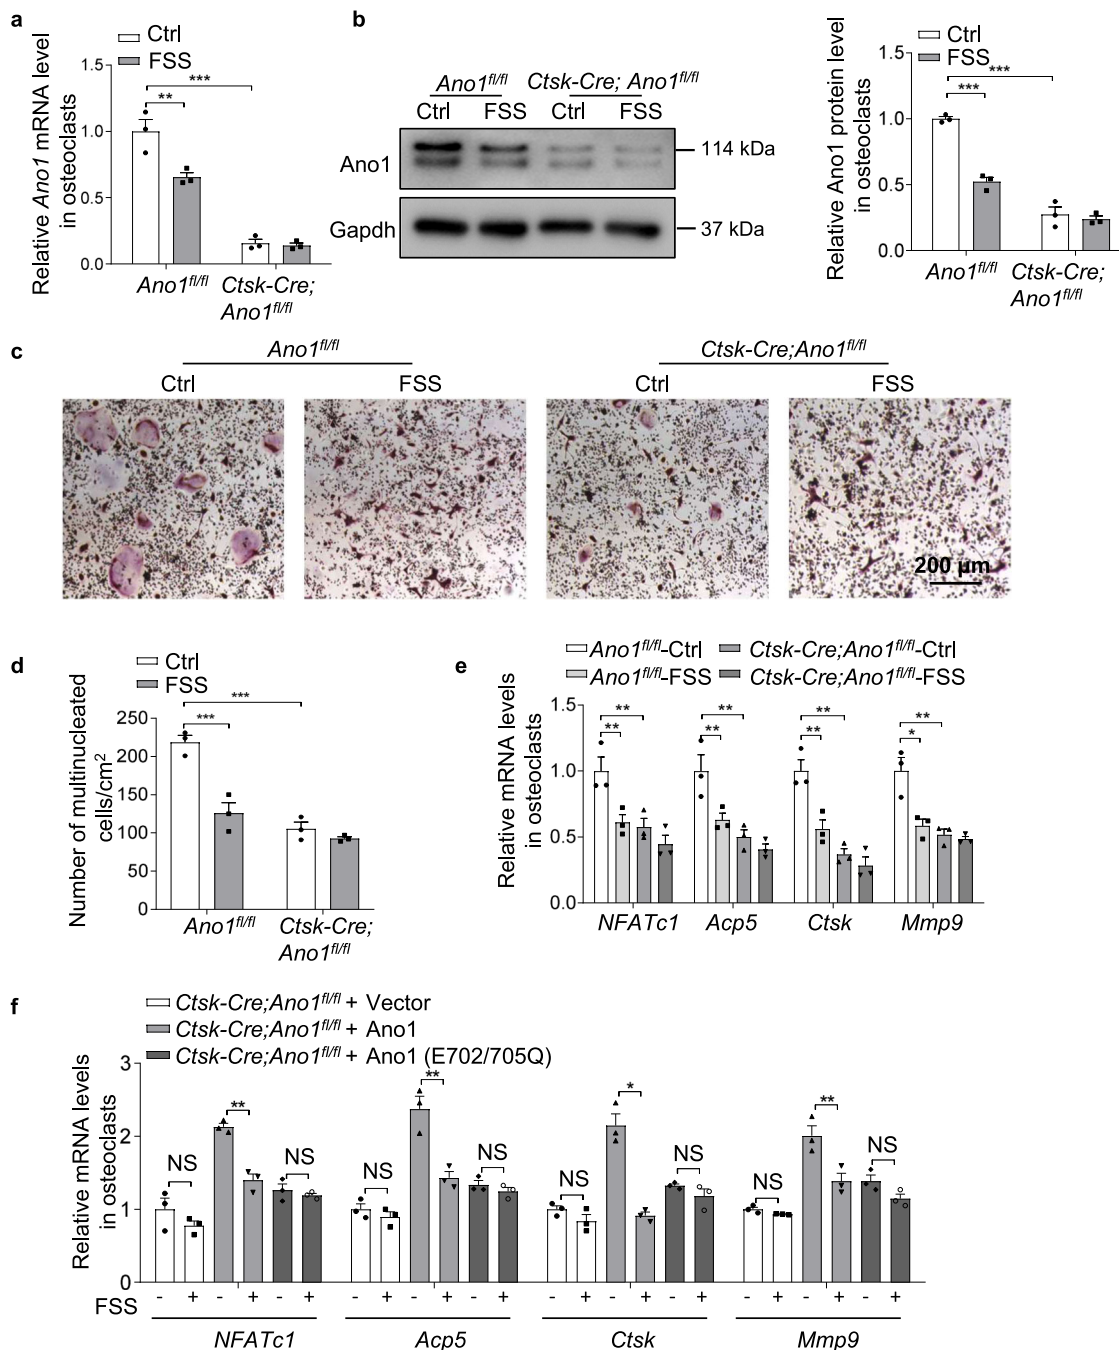 a
Ctrl
FSS
Relative Ano1 mRNA level
in osteoclasts
1.5
1.0
0.5
0.0
***
**
Ano1fl/fl
Ctsk-Cre;
Ano1fl/fl
b
Ano1fl/fl
Ctsk-Cre; Ano1fl/fl
Ctrl FSS Ctrl FSS
Ano1
114 kDa
Gapdh
37 kDa
Ctrl
FSS
Relative Ano1 protein level
in osteoclasts
1.5
1.0
0.5
0.0
***
***
Ano1fl/fl
Ctsk-Cre;
Ano1fl/fl
c
Ano1fl/fl
Ctsk-Cre;Ano1fl/fl
Ctrl FSS Ctrl FSS
200 μm
d
Ctrl
FSS
Number of multinucleated
cells/cm2
250
200
150
100
50
0
***
***
Ano1fl/fl
Ctsk-Cre;
Ano1fl/fl
e
Ano1fl/fl-Ctrl Ctsk-Cre;Ano1fl/fl-Ctrl
Ano1fl/fl-FSS Ctsk-Cre;Ano1fl/fl-FSS
Relative mRNA levels
in osteoclasts
1.5
1.0
0.5
0.0
** ** ** **
** ** ** *
NFATc1 Acp5 Ctsk Mmp9
f
Ctsk-Cre;Ano1fl/fl + Vector
Ctsk-Cre;Ano1fl/fl + Ano1
Ctsk-Cre;Ano1fl/fl + Ano1 (E702/705Q)
Relative mRNA levels
in osteoclasts
3
2
1
0
NS ** NS NS ** NS NS * NS NS ** NS
FSS - + - + - + - + - + - + - + - + - + - + - + - +
NFATc1 Acp5 Ctsk Mmp9